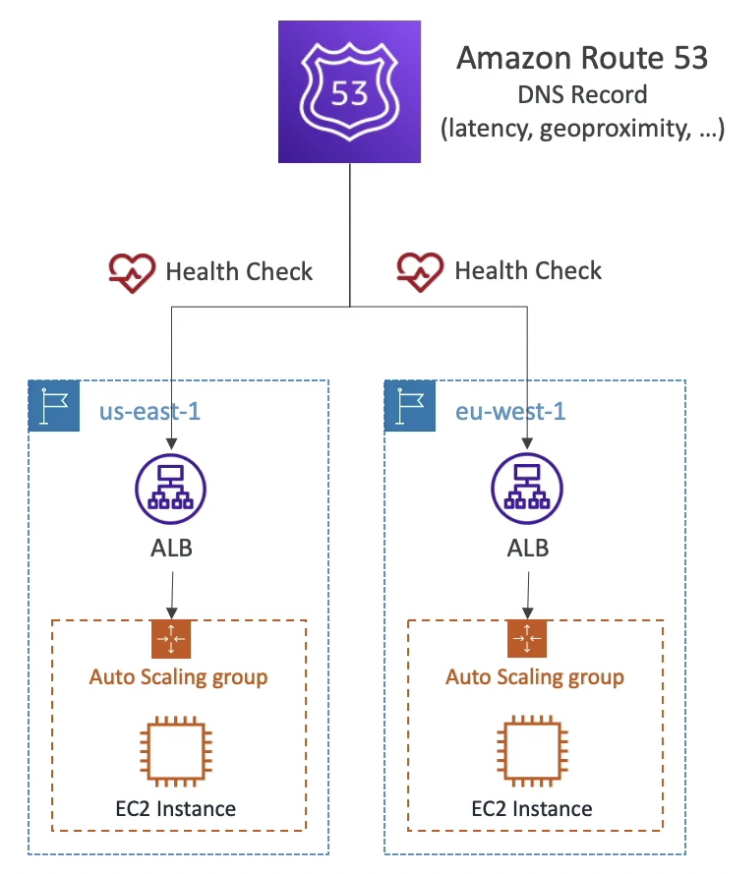 53
Amazon Route 53
DNS Record
(latency, geoproximity, ...)
Health Check
Health Check
us-east-1
eu-west-1
ALB
ALB
Auto Scaling group
Auto Scaling group
EC2 Instance
EC2 Instance